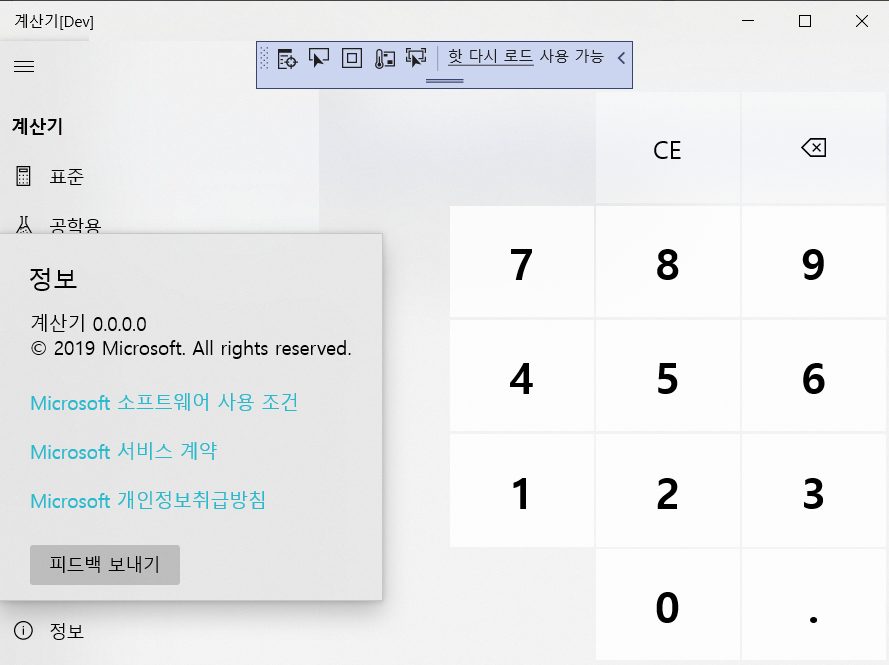 계산기[Dev]
핫 다시 로드 사용 가능
계산기
표준
공학용
정보
계산기 0.0.0.0
© 2019 Microsoft. All rights reserved.
Microsoft 소프트웨어 사용 조건
Microsoft 서비스 계약
Microsoft 개인정보취급방침
피드백 보내기
정보
CE
7 8 9
4 5 6
1 2 3
0 .